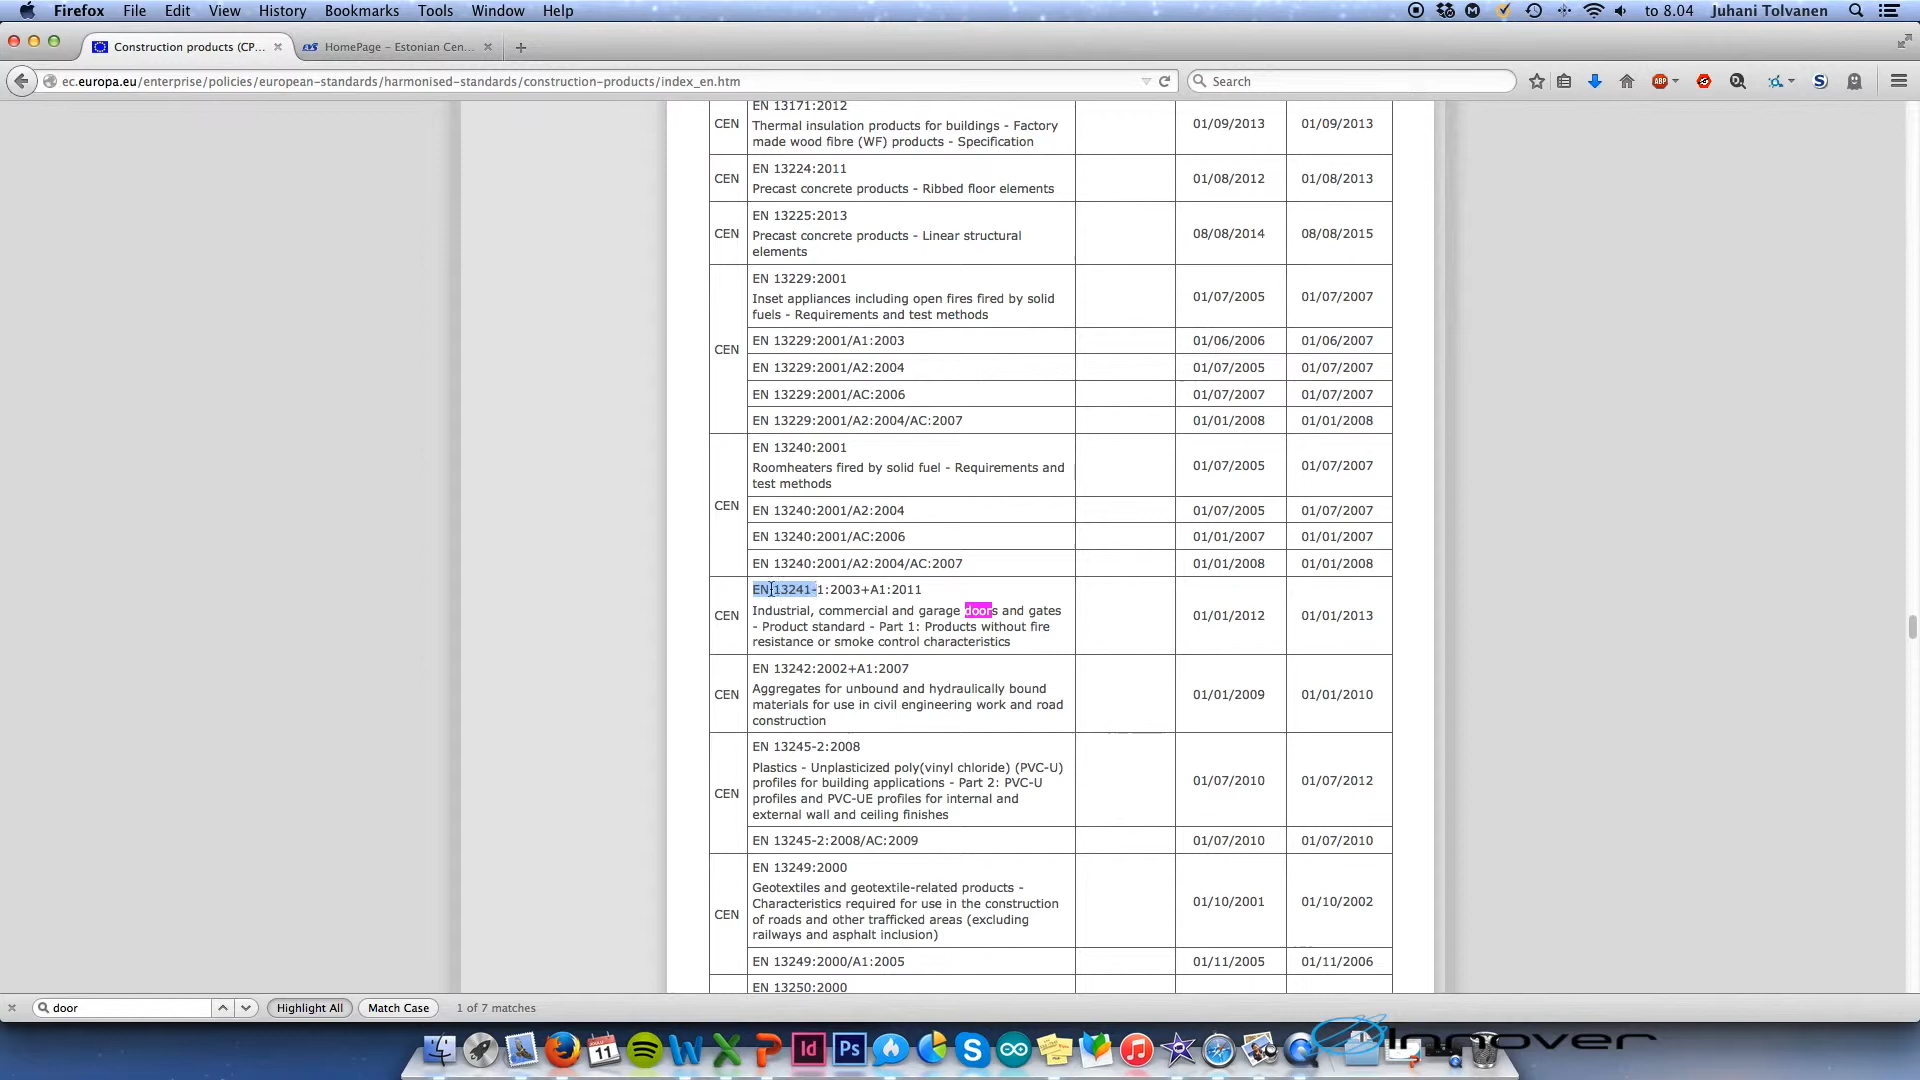 Firefox File Edit View History Bookmarks Tools Window Help to 8.04 Juhani Tolvanen
Construction products (CP... HomePage – Estonian Cen...
ec.europa.eu/enterprise/policies/european-standards/harmonised-standards/construction-products/index_en.htm Search
EN 13171:2012
CEN Thermal insulation products for buildings - Factory 01/09/2013 01/09/2013
made wood fibre (WF) products - Specification
EN 13224:2011
CEN 01/08/2012 01/08/2013
Precast concrete products - Ribbed floor elements
EN 13225:2013
CEN Precast concrete products - Linear structural 08/08/2014 08/08/2015
elements
EN 13229:2001
Inset appliances including open fires fired by solid 01/07/2005 01/07/2007
fuels - Requirements and test methods
EN 13229:2001/A1:2003 01/06/2006 01/06/2007
CEN
EN 13229:2001/A2:2004 01/07/2005 01/07/2007
EN 13229:2001/AC:2006 01/07/2007 01/07/2007
EN 13229:2001/A2:2004/AC:2007 01/01/2008 01/01/2008
EN 13240:2001
Roomheaters fired by solid fuel - Requirements and 01/07/2005 01/07/2007
test methods
CEN
EN 13240:2001/A2:2004 01/07/2005 01/07/2007
EN 13240:2001/AC:2006 01/01/2007 01/01/2007
EN 13240:2001/A2:2004/AC:2007 01/01/2008 01/01/2008
EN 13241-1:2003+A1:2011
CEN Industrial, commercial and garage doors and gates 01/01/2012 01/01/2013
- Product standard - Part 1: Products without fire
resistance or smoke control characteristics
EN 13242:2002+A1:2007
CEN Aggregates for unbound and hydraulically bound 01/01/2009 01/01/2010
materials for use in civil engineering work and road
construction
EN 13245-2:2008
Plastics - Unplasticized poly(vinyl chloride) (PVC-U)
profiles for building applications - Part 2: PVC-U 01/07/2010 01/07/2012
CEN profiles and PVC-UE profiles for internal and
external wall and ceiling finishes
EN 13245-2:2008/AC:2009 01/07/2010 01/07/2010
EN 13249:2000
Geotextiles and geotextile-related products -
CEN Characteristics required for use in the construction 01/10/2001 01/10/2002
of roads and other trafficked areas (excluding
railways and asphalt inclusion)
EN 13249:2000/A1:2005 01/11/2005 01/11/2006
EN 13250:2000
door Highlight All Match Case 1 of 7 matches
11 Id Ps
Innover